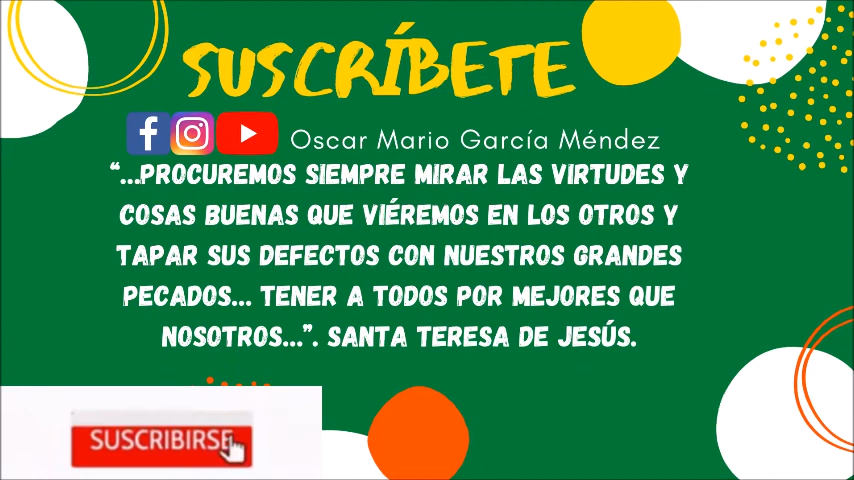 SUSCRÍBETE
Oscar Mario García Méndez
“...PROCUREMOS SIEMPRE MIRAR LAS VIRTUDES Y
COSAS BUENAS QUE VIÉREMOS EN LOS OTROS Y
TAPAR SUS DEFECTOS CON NUESTROS GRANDES
PECADOS... TENER A TODOS POR MEJORES QUE
NOSOTROS...”. SANTA TERESA DE JESÚS.
SUSCRIBIRSE